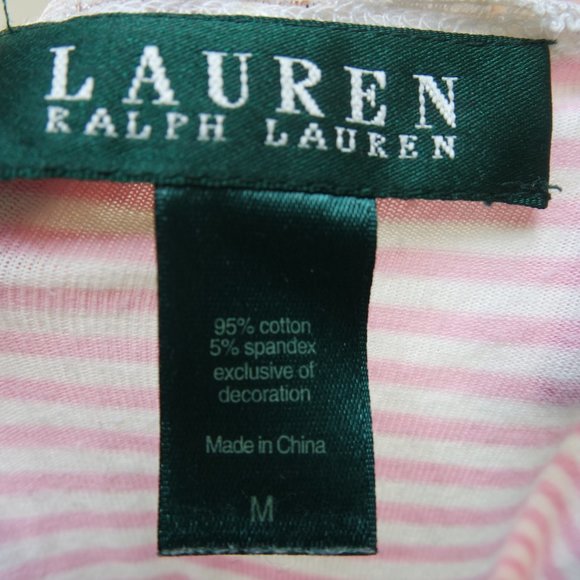 LAUREN
RALPH LAUREN
95% cotton
5% spandex
exclusive of
decoration
Made in China
M